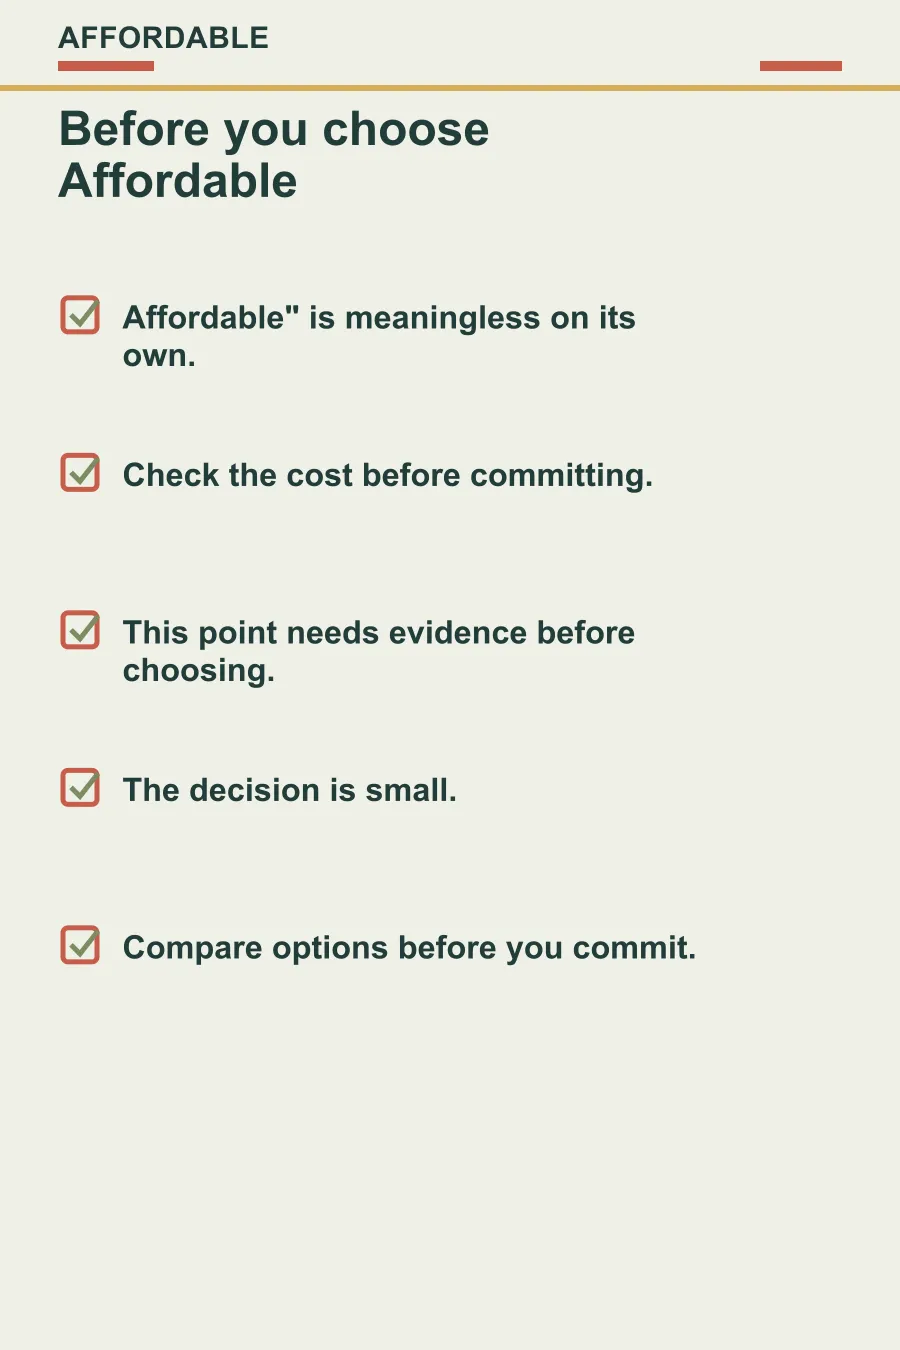 AFFORDABLE
Before you choose
Affordable
Affordable" is meaningless on its
own.
Check the cost before committing.
This point needs evidence before
choosing.
The decision is small.
Compare options before you commit.